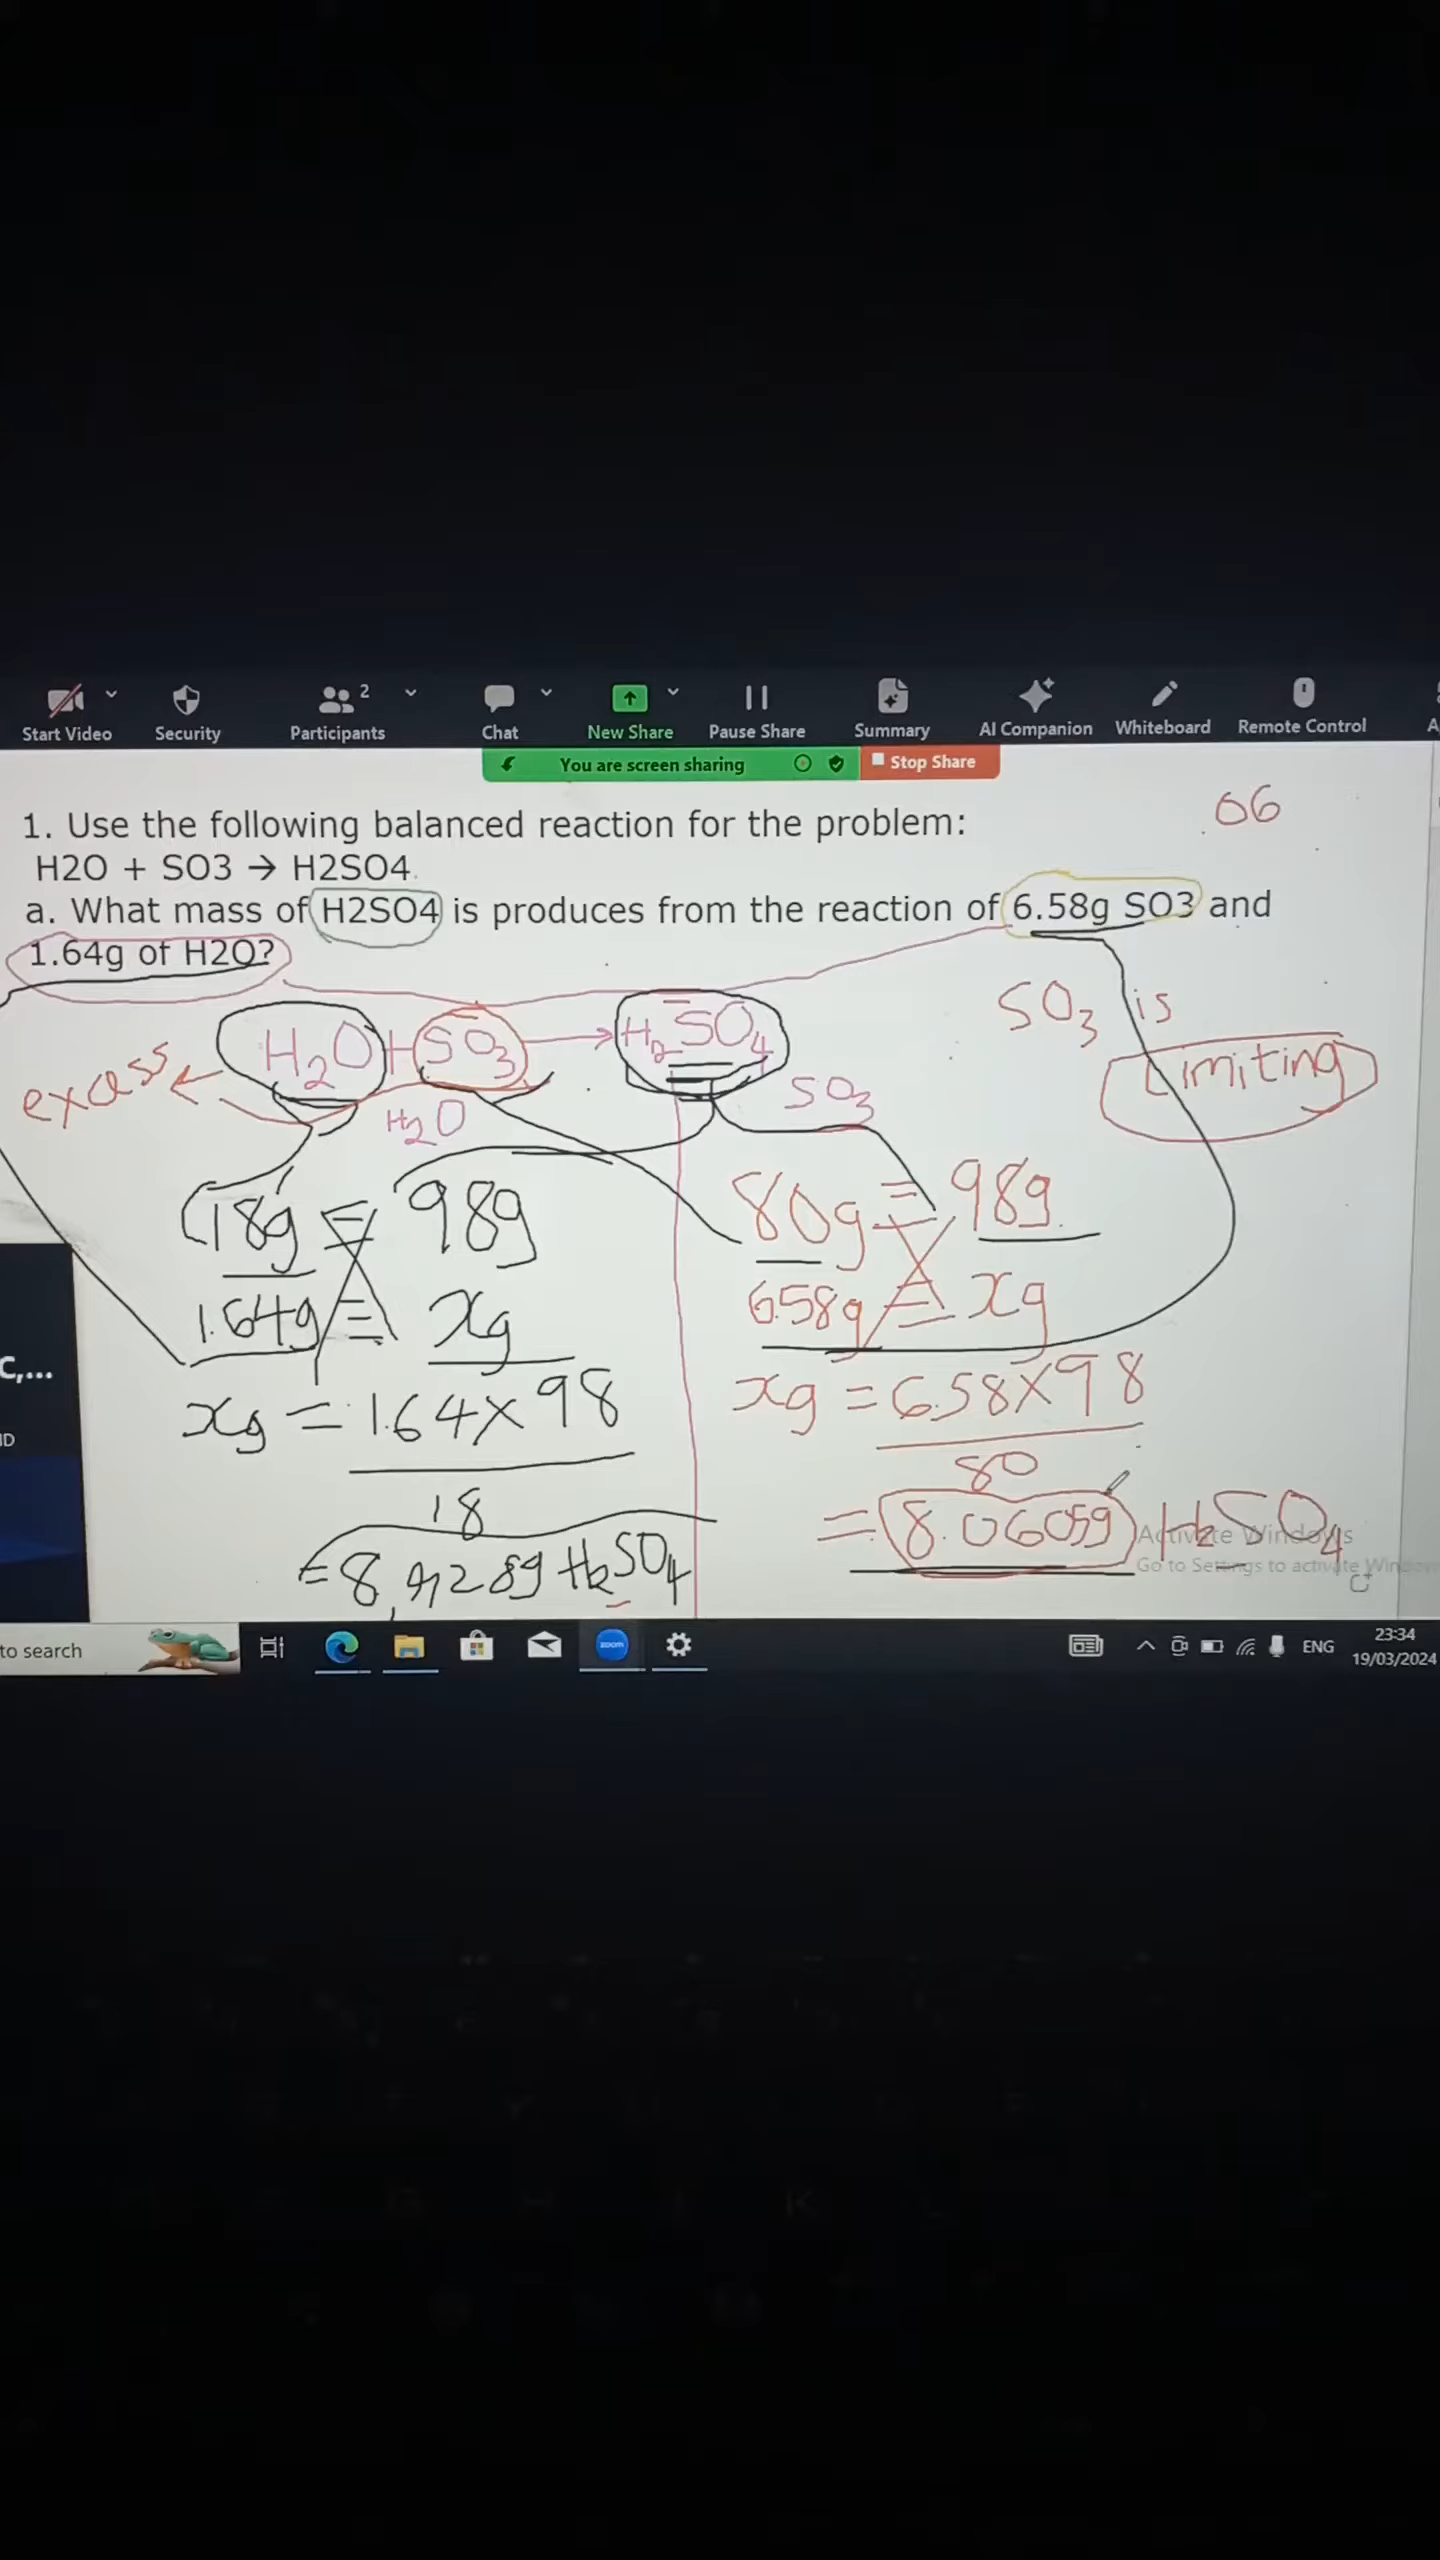 2
Start Video Security Participants Chat New Share Pause Share Summary AI Companion Whiteboard Remote Control A
You are screen sharing Stop Share
06
1. Use the following balanced reaction for the problem:
H2O + SO3 → H2SO4.
a. What mass of H2SO4 is produces from the reaction of 6.58g SO3 and
1.64g of H2O?
SO3 is
Limiting
excess ← H2O + SO3 → H2SO4
H2O SO3
18g = 98g
1.64g = xg
xg = 1.64 x 98
18
80g = 98g
6.58g = xg
xg = 6.58 x 98
80
= 8.0605g H2SO4
H2SO4
Activate Windows
Go to Settings to activate Windows
C,...
ID
to search
zoom
ENG
23:34
19/03/2024